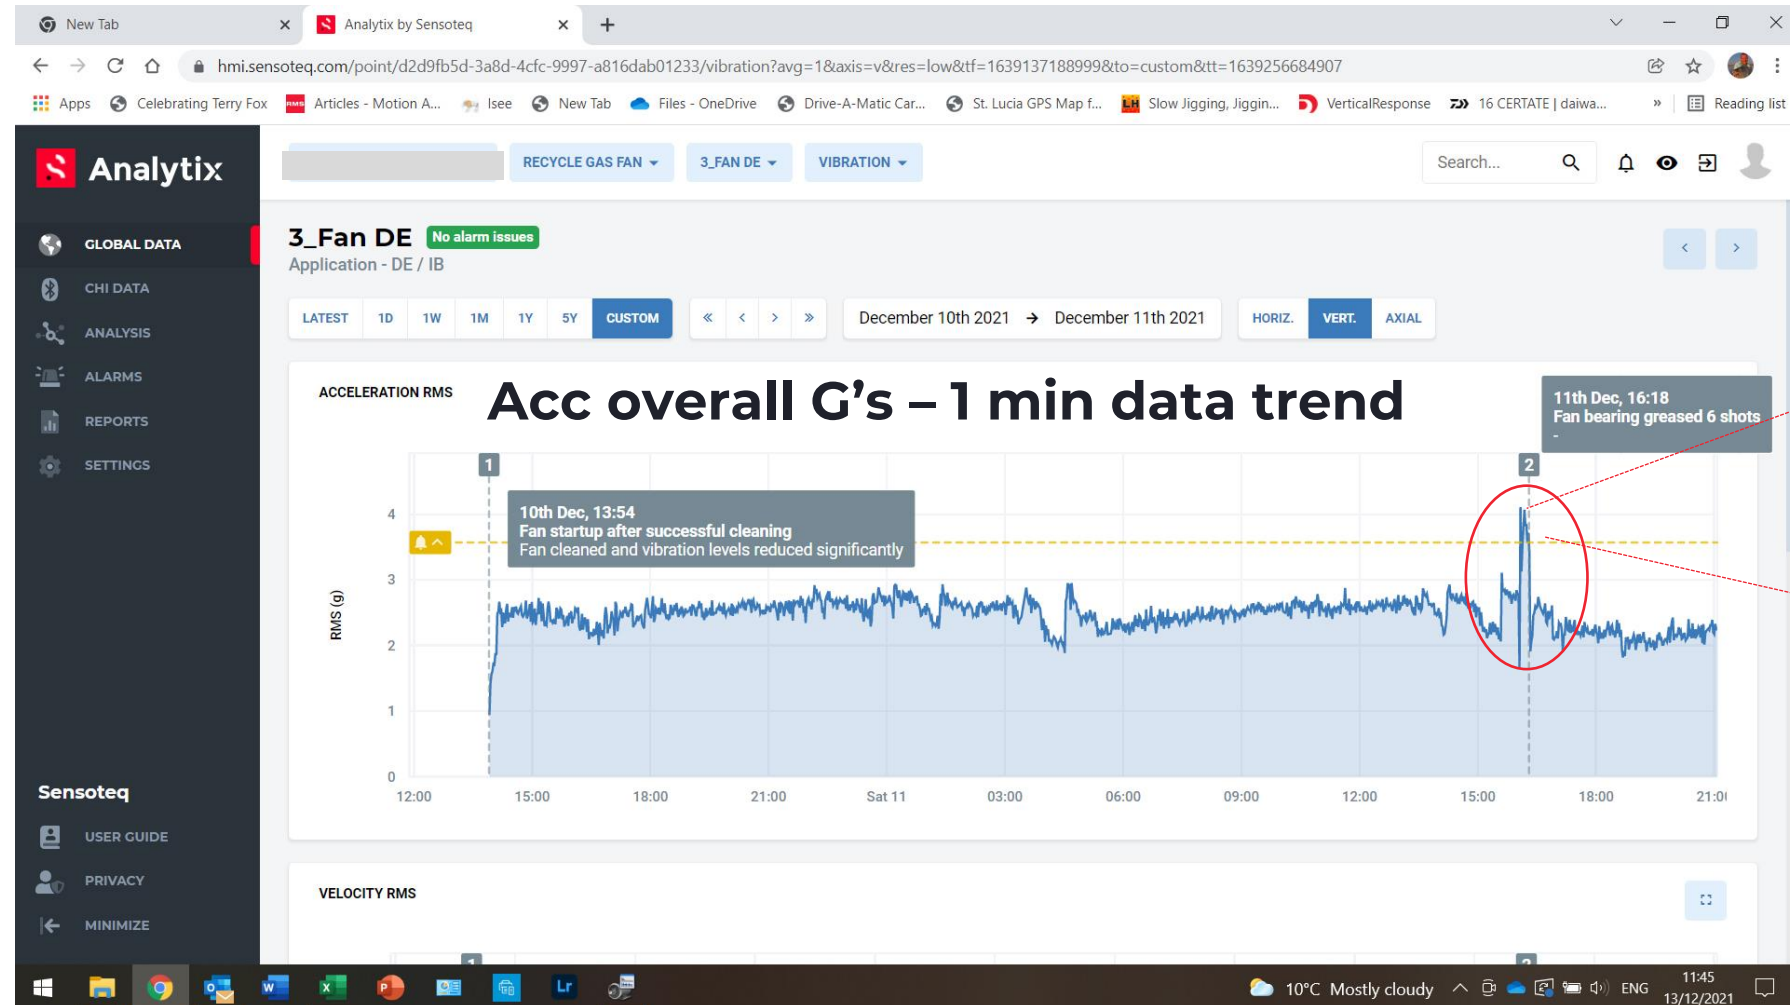 New Tab
Analytix by Sensoteq
hmi.sensoteq.com/point/d2d9fb5d-3a8d-4cfc-9997-a816dab01233/vibration?avg=1&axis=v&res=low&tf=1639137188999&to=custom&tt=1639256684907
Apps Celebrating Terry Fox RMS Articles - Motion A... Isee New Tab Files - OneDrive Drive-A-Matic Car... St. Lucia GPS Map f... LH Slow Jigging, Jiggin... VerticalResponse 16 CERTATE | daiwa... » Reading list
Analytix
RECYCLE GAS FAN 3_FAN DE VIBRATION
Search...
GLOBAL DATA
CHI DATA
ANALYSIS
ALARMS
REPORTS
SETTINGS
3_Fan DE No alarm issues
Application - DE / IB
LATEST 1D 1W 1M 1Y 5Y CUSTOM « < > » December 10th 2021 → December 11th 2021 HORIZ. VERT. AXIAL
ACCELERATION RMS
Acc overall G’s – 1 min data trend
11th Dec, 16:18
Fan bearing greased 6 shots
-
1
2
10th Dec, 13:54
Fan startup after successful cleaning
Fan cleaned and vibration levels reduced significantly
RMS (g)
4
3
2
1
0
12:00 15:00 18:00 21:00 Sat 11 03:00 06:00 09:00 12:00 15:00 18:00 21:0
VELOCITY RMS
1
2
Sensoteq
USER GUIDE
PRIVACY
MINIMIZE
10°C Mostly cloudy ENG
11:45
13/12/2021